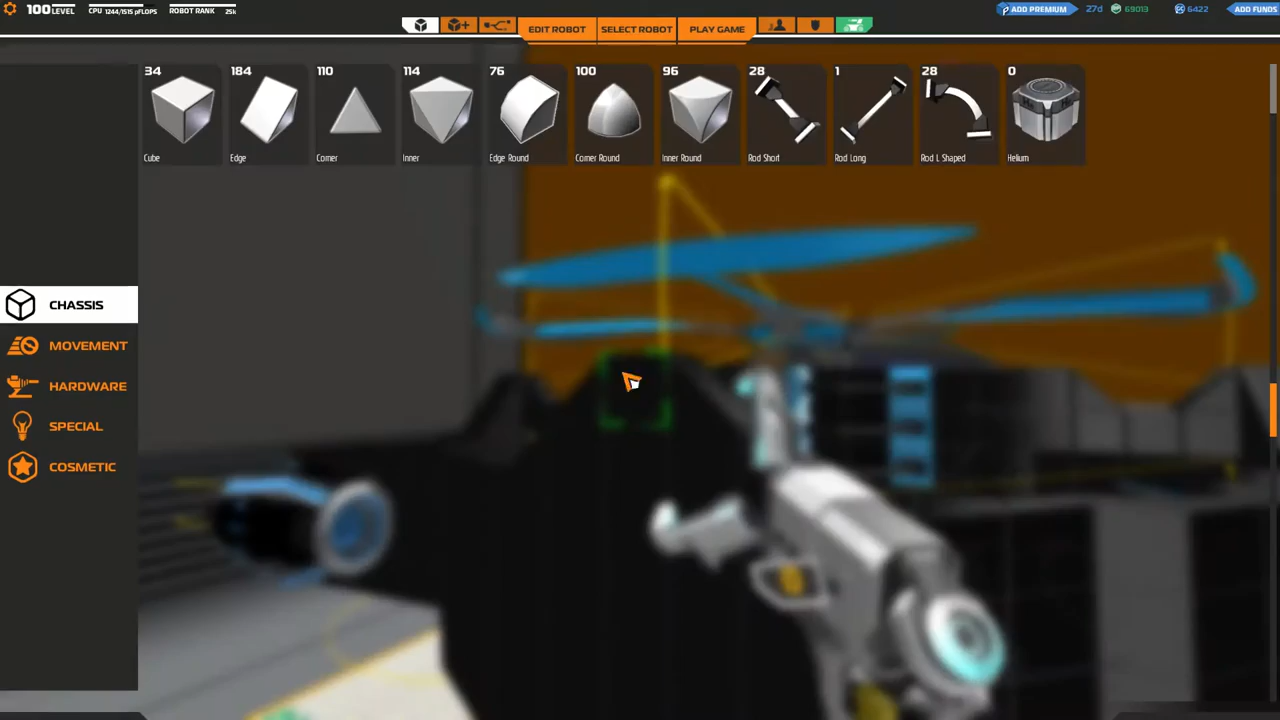 100 LEVEL CPU 1244/1515 pFLOPS ROBOT RANK 25k
ADD PREMIUM 27d 69013 6422 ADD FUNDS
EDIT ROBOT SELECT ROBOT PLAY GAME
34 184 110 114 76 100 96 28 1 28 0
Cube Edge Corner Inner Edge Round Corner Round Inner Round Rod Short Rod Long Rod L Shaped Helium
CHASSIS
MOVEMENT
HARDWARE
SPECIAL
COSMETIC